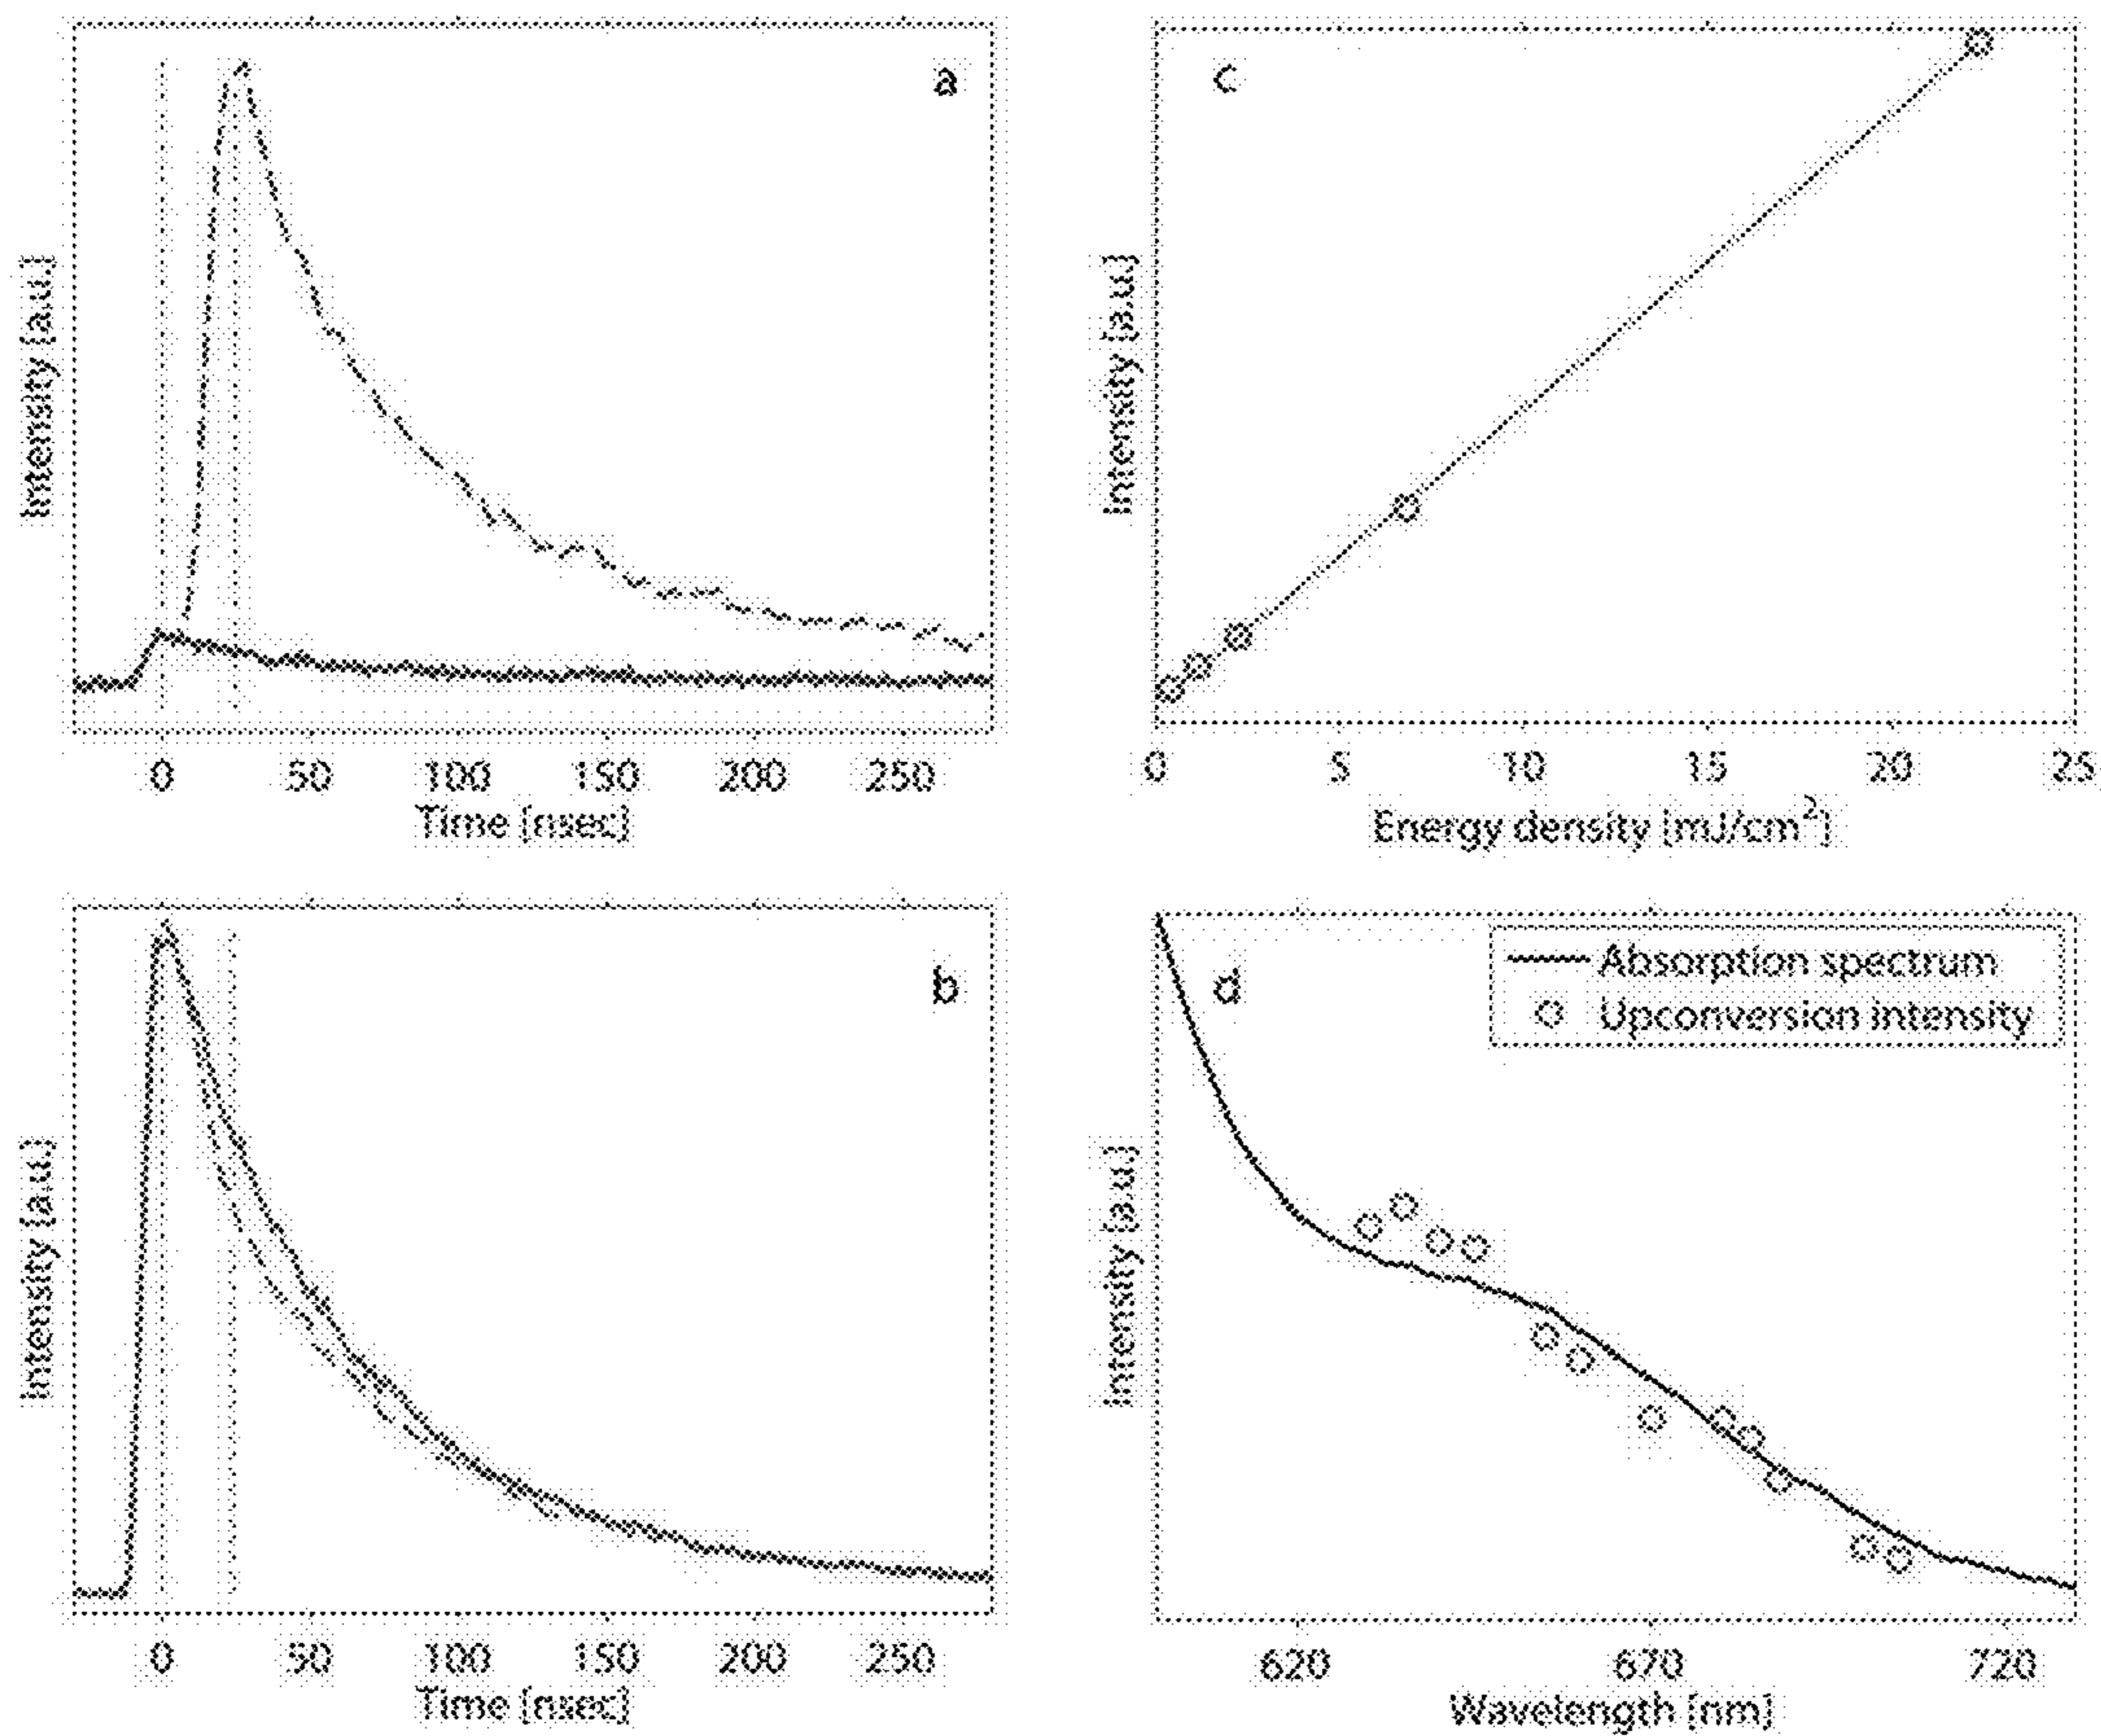 a
Intensity [a.u.]
0 50 100 150 200 250
Time [nsec]
c
Intensity [a.u.]
0 5 10 15 20 25
Energy density [mJ/cm²]
b
Intensity [a.u.]
0 50 100 150 200 250
Time [nsec]
d
Absorption spectrum
Upconversion intensity
Intensity [a.u.]
620 670 720
Wavelength [nm]